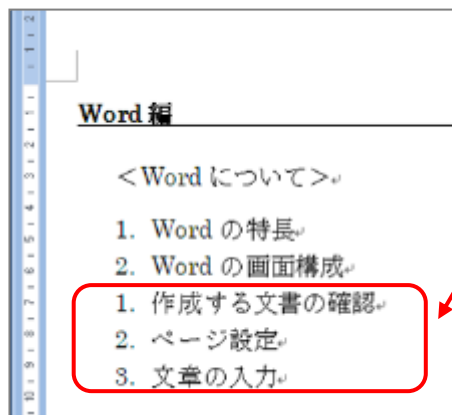 Word 編
<Word について>
1. Word の特長
2. Word の画面構成
1. 作成する文書の確認
2. ページ設定
3. 文章の入力